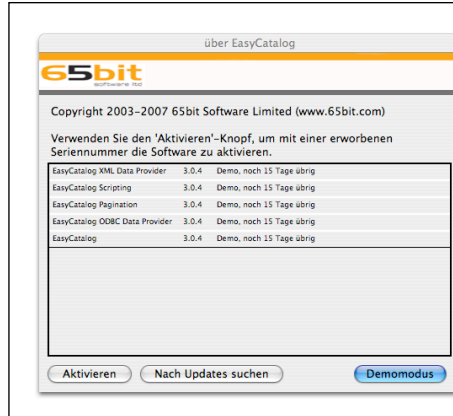 über EasyCatalog
65bit
software ltd
Copyright 2003-2007 65bit Software Limited (www.65bit.com)
Verwenden Sie den 'Aktivieren'-Knopf, um mit einer erworbenen
Seriennummer die Software zu aktivieren.
EasyCatalog XML Data Provider 3.0.4 Demo, noch 15 Tage übrig
EasyCatalog Scripting 3.0.4 Demo, noch 15 Tage übrig
EasyCatalog Pagination 3.0.4 Demo, noch 15 Tage übrig
EasyCatalog ODBC Data Provider 3.0.4 Demo, noch 15 Tage übrig
EasyCatalog 3.0.4 Demo, noch 15 Tage übrig
Aktivieren Nach Updates suchen Demomodus